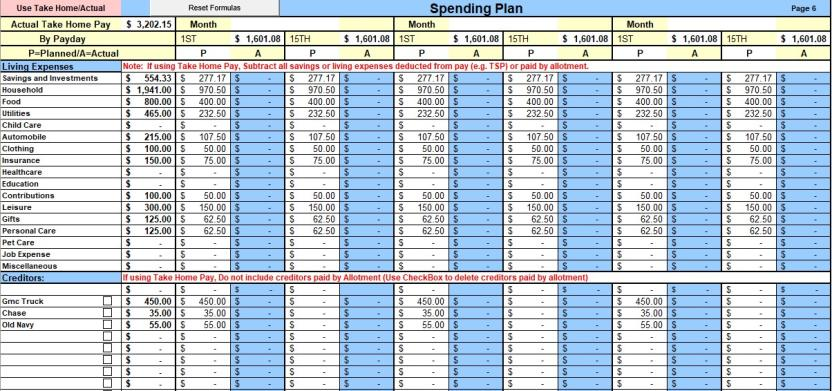 Use Take Home/Actual Reset Formulas Spending Plan Page 6
Actual Take Home Pay $ 3,202.15 Month Month Month
By Payday 1ST $ 1,601.08 15TH $ 1,601.08 1ST $ 1,601.08 15TH $ 1,601.08 1ST $ 1,601.08 15TH $ 1,601.08
P=Planned/A=Actual P A P A P A P A P A P A
Living Expenses Note: If using Take Home Pay, Subtract all savings or living expenses deducted from pay (e.g. TSP) or paid by allotment.
Savings and Investments $ 554.33 $ 277.17 $ - $ 277.17 $ - $ 277.17 $ - $ 277.17 $ - $ 277.17 $ - $ 277.17 $ -
Household $ 1,941.00 $ 970.50 $ - $ 970.50 $ - $ 970.50 $ - $ 970.50 $ - $ 970.50 $ - $ 970.50 $ -
Food $ 800.00 $ 400.00 $ - $ 400.00 $ - $ 400.00 $ - $ 400.00 $ - $ 400.00 $ - $ 400.00 $ -
Utilities $ 465.00 $ 232.50 $ - $ 232.50 $ - $ 232.50 $ - $ 232.50 $ - $ 232.50 $ - $ 232.50 $ -
Child Care $ - $ - $ - $ - $ - $ - $ - $ - $ - $ - $ - $ - $ -
Automobile $ 215.00 $ 107.50 $ - $ 107.50 $ - $ 107.50 $ - $ 107.50 $ - $ 107.50 $ - $ 107.50 $ -
Clothing $ 100.00 $ 50.00 $ - $ 50.00 $ - $ 50.00 $ - $ 50.00 $ - $ 50.00 $ - $ 50.00 $ -
Insurance $ 150.00 $ 75.00 $ - $ 75.00 $ - $ 75.00 $ - $ 75.00 $ - $ 75.00 $ - $ 75.00 $ -
Healthcare $ - $ - $ - $ - $ - $ - $ - $ - $ - $ - $ - $ - $ -
Education $ - $ - $ - $ - $ - $ - $ - $ - $ - $ - $ - $ - $ -
Contributions $ 100.00 $ 50.00 $ - $ 50.00 $ - $ 50.00 $ - $ 50.00 $ - $ 50.00 $ - $ 50.00 $ -
Leisure $ 300.00 $ 150.00 $ - $ 150.00 $ - $ 150.00 $ - $ 150.00 $ - $ 150.00 $ - $ 150.00 $ -
Gifts $ 125.00 $ 62.50 $ - $ 62.50 $ - $ 62.50 $ - $ 62.50 $ - $ 62.50 $ - $ 62.50 $ -
Personal Care $ 125.00 $ 62.50 $ - $ 62.50 $ - $ 62.50 $ - $ 62.50 $ - $ 62.50 $ - $ 62.50 $ -
Pet Care $ - $ - $ - $ - $ - $ - $ - $ - $ - $ - $ - $ - $ -
Job Expense $ - $ - $ - $ - $ - $ - $ - $ - $ - $ - $ - $ - $ -
Miscellaneous $ - $ - $ - $ - $ - $ - $ - $ - $ - $ - $ - $ - $ -
Creditors: If using Take Home Pay, Do not include creditors paid by Allotment (Use CheckBox to delete creditors paid by allotment)
$ - $ - $ - $ - $ - $ - $ -
Gmc Truck $ 450.00 $ 450.00 $ - $ - $ - $ 450.00 $ - $ - $ - $ 450.00 $ - $ - $ -
Chase $ 35.00 $ 35.00 $ - $ - $ - $ 35.00 $ - $ - $ - $ 35.00 $ - $ - $ -
Old Navy $ 55.00 $ 55.00 $ - $ - $ - $ 55.00 $ - $ - $ - $ 55.00 $ - $ - $ -
$ - $ - $ - $ - $ - $ - $ - $ - $ - $ - $ - $ - $ -
$ - $ - $ - $ - $ - $ - $ - $ - $ - $ - $ - $ - $ -
$ - $ - $ - $ - $ - $ - $ - $ - $ - $ - $ - $ - $ -
$ - $ - $ - $ - $ - $ - $ - $ - $ - $ - $ - $ - $ -
$ - $ - $ - $ - $ - $ - $ - $ - $ - $ - $ - $ - $ -